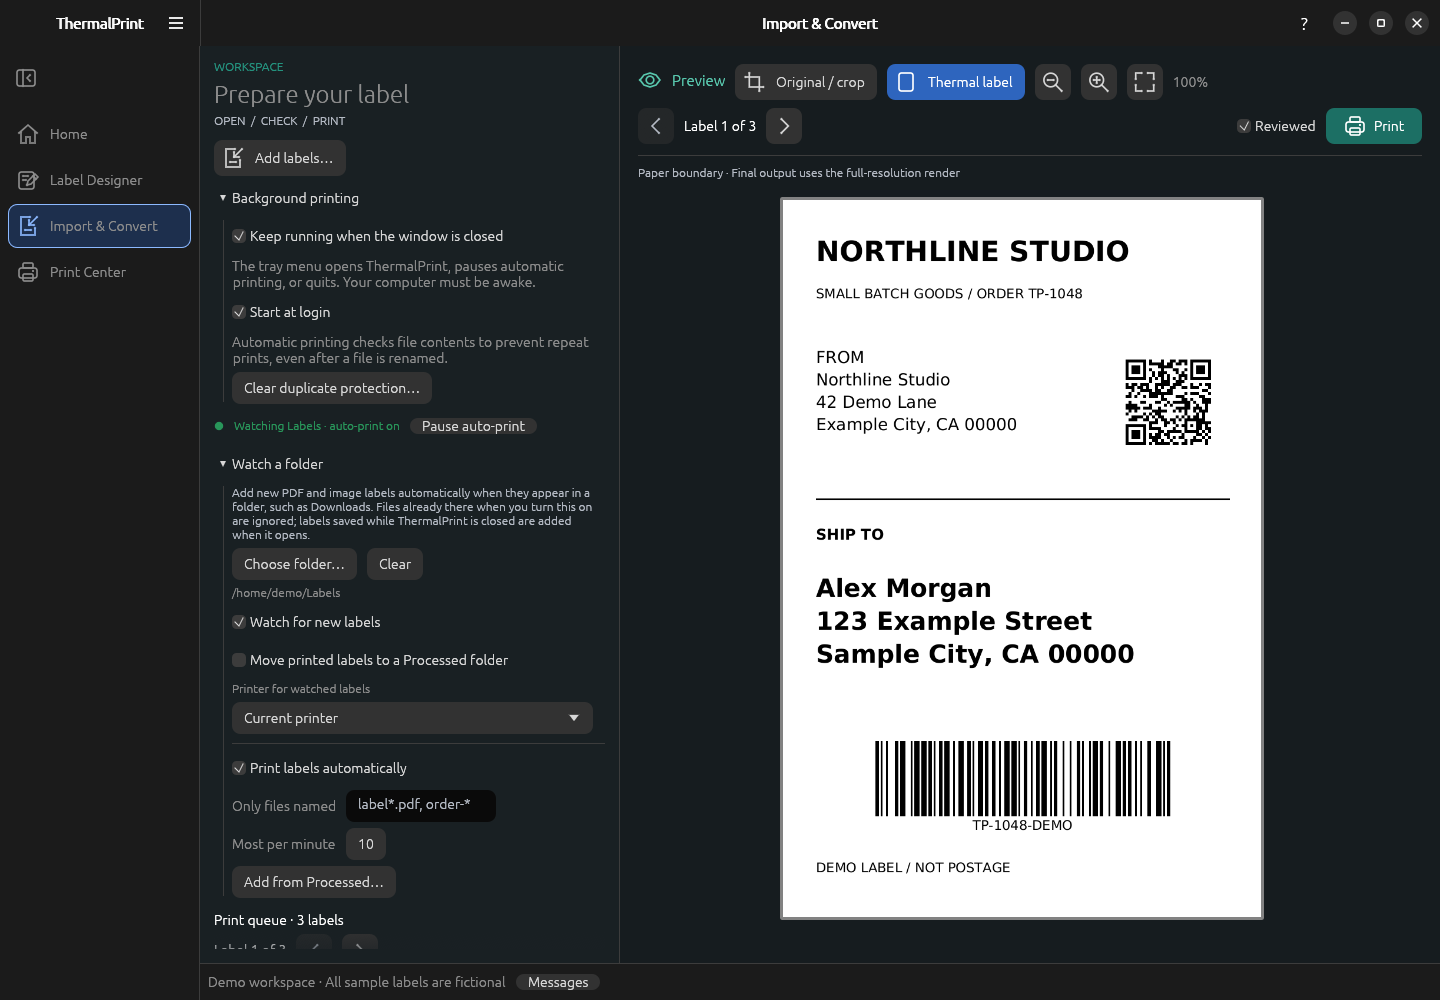 ThermalPrint
Import & Convert
?
Home
Label Designer
Import & Convert
Print Center
WORKSPACE
Prepare your label
OPEN / CHECK / PRINT
Add labels...
Background printing
Keep running when the window is closed
The tray menu opens ThermalPrint, pauses automatic
printing, or quits. Your computer must be awake.
Start at login
Automatic printing checks file contents to prevent repeat
prints, even after a file is renamed.
Clear duplicate protection...
Watching Labels · auto-print on
Pause auto-print
Watch a folder
Add new PDF and image labels automatically when they appear in a
folder, such as Downloads. Files already there when you turn this on
are ignored; labels saved while ThermalPrint is closed are added
when it opens.
Choose folder...
Clear
/home/demo/Labels
Watch for new labels
Move printed labels to a Processed folder
Printer for watched labels
Current printer
Print labels automatically
Only files named
label*.pdf, order-*
Most per minute
10
Add from Processed...
Print queue · 3 labels
Label 1 of 3
Preview
Original / crop
Thermal label
100%
Label 1 of 3
Reviewed
Print
Paper boundary · Final output uses the full-resolution render
NORTHLINE STUDIO
SMALL BATCH GOODS / ORDER TP-1048
FROM
Northline Studio
42 Demo Lane
Example City, CA 00000
SHIP TO
Alex Morgan
123 Example Street
Sample City, CA 00000
TP-1048-DEMO
DEMO LABEL / NOT POSTAGE
Demo workspace · All sample labels are fictional
Messages